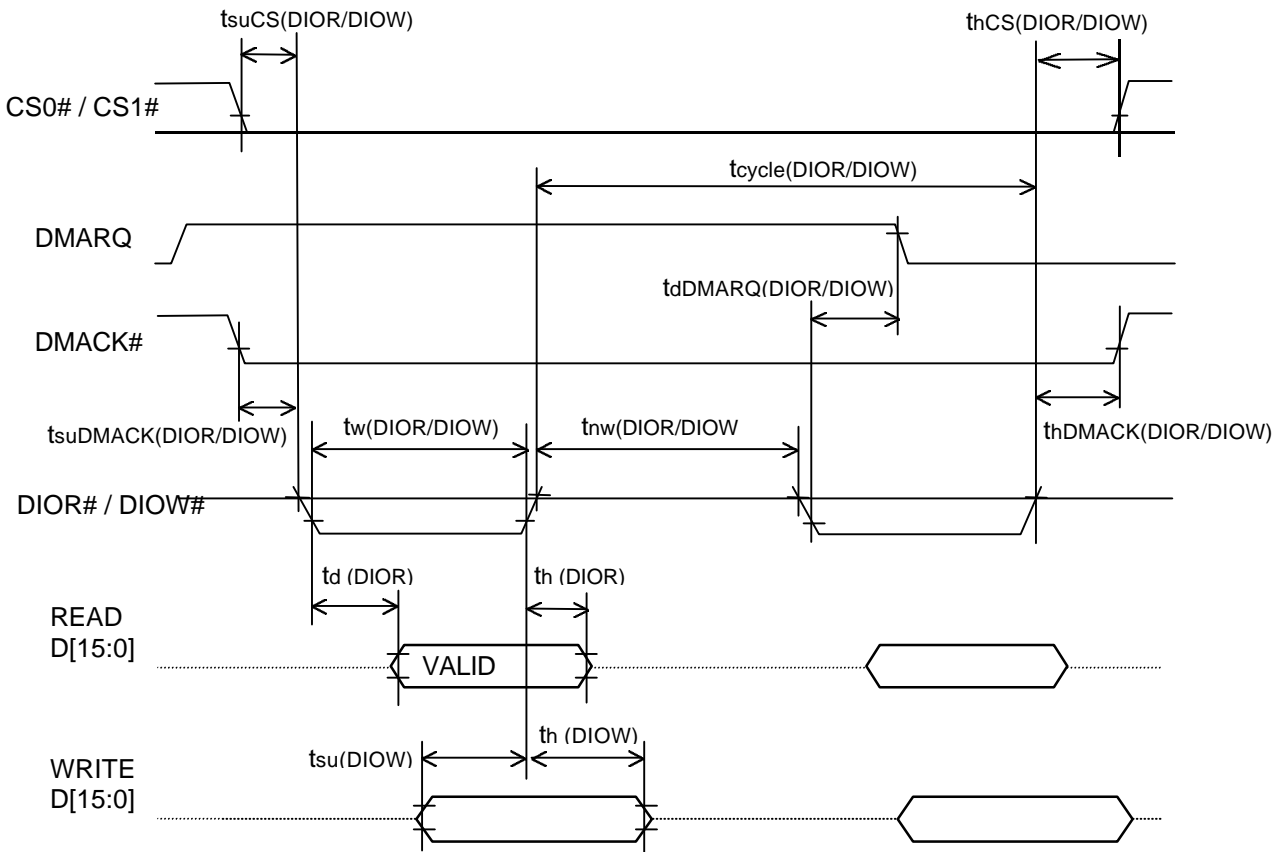 tsuCS(DIOR/DIOW)
thCS(DIOR/DIOW)
CS0# / CS1#
tcycle(DIOR/DIOW)
DMARQ
tdDMARQ(DIOR/DIOW)
DMACK#
tsuDMACK(DIOR/DIOW)
tw(DIOR/DIOW)
tnw(DIOR/DIOW
thDMACK(DIOR/DIOW)
DIOR# / DIOW#
td (DIOR)
th (DIOR)
READ
D[15:0]
VALID
th (DIOW)
tsu(DIOW)
WRITE
D[15:0]